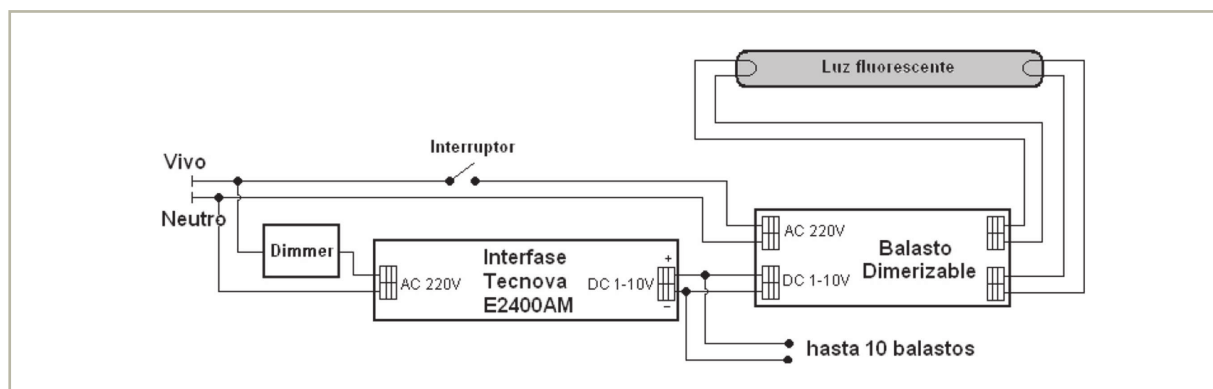 Luz fluorescente
Interruptor
Vivo
Neutro
Dimmer
AC 220V
Interfase
Tecnova
E2400AM
DC 1-10V
+
−
AC 220V
DC 1-10V
Balasto
Dimerizable
hasta 10 balastos